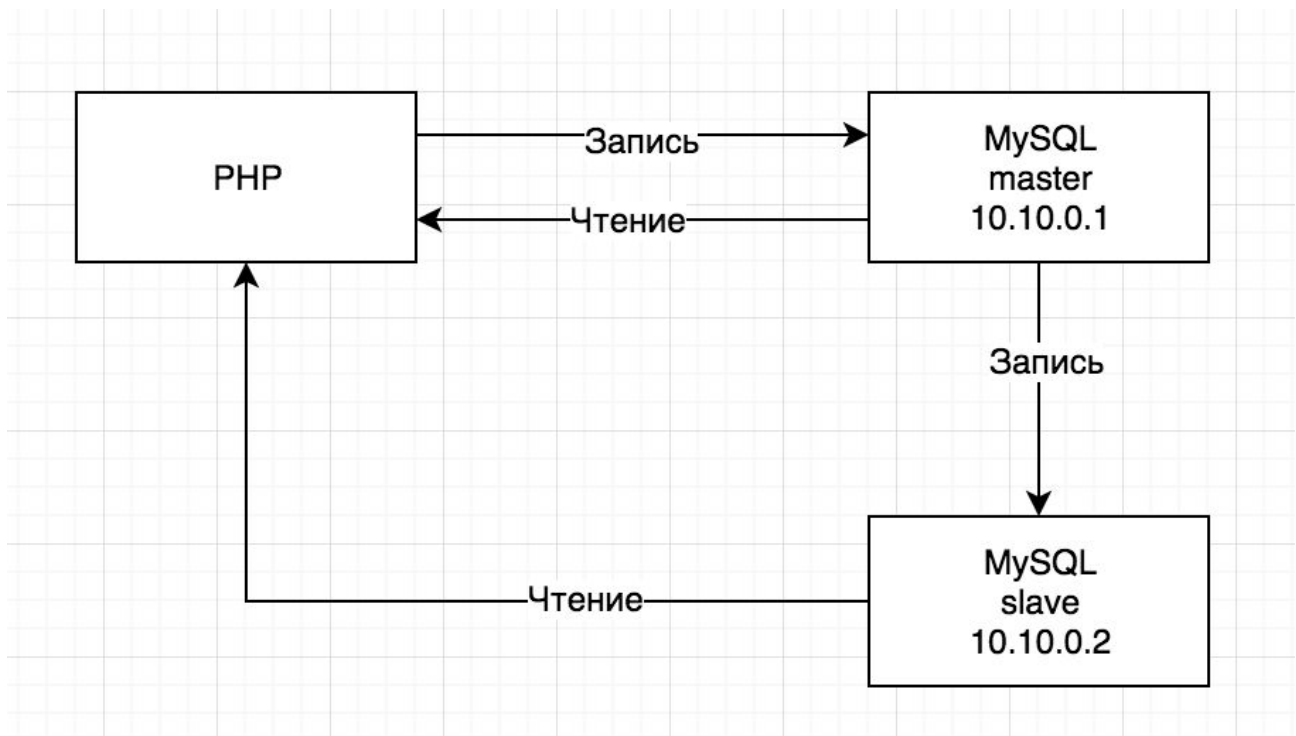 PHP
Запись
Чтение
MySQL
master
10.10.0.1
Запись
Чтение
MySQL
slave
10.10.0.2